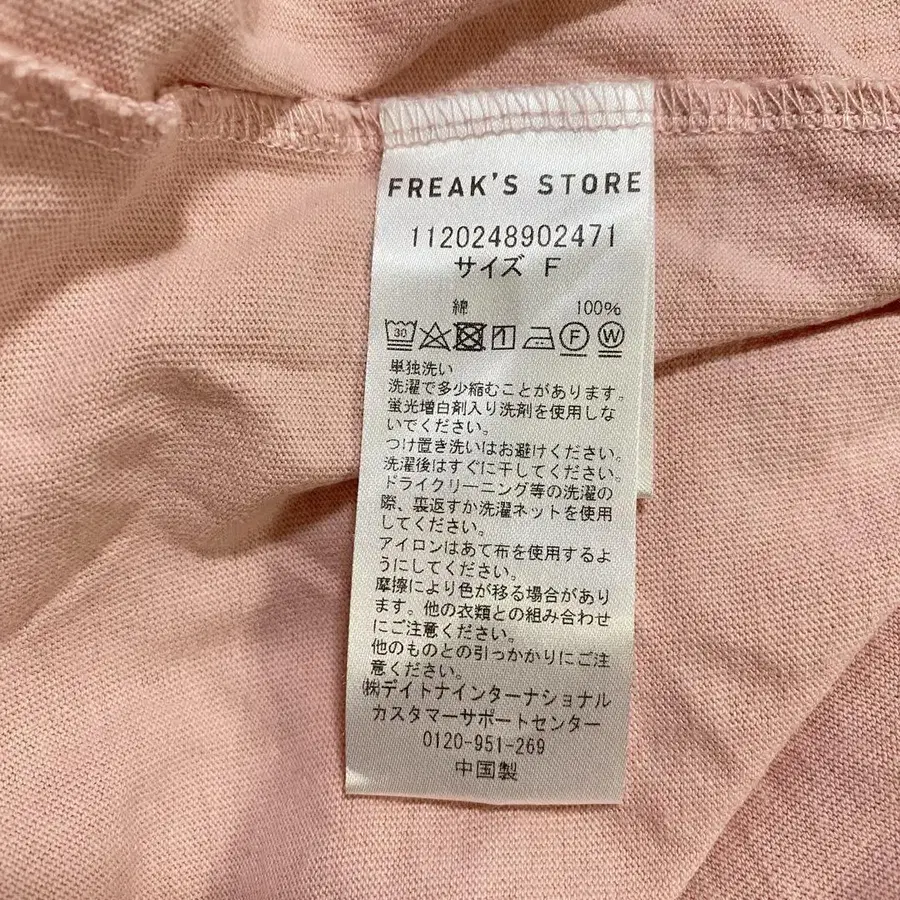 FREAK'S STORE
1120248902471
サイズ F
綿 100%
30 F W
単独洗い
洗濯で多少縮むことがあります。
蛍光増白剤入り洗剤を使用しな
いでください。
つけ置き洗いはお避けください。
洗濯後はすぐに干してください。
ドライクリーニング等の洗濯の
際、裏返すか洗濯ネットを使用
してください。
アイロンはあて布を使用するよ
うにしてください。
摩擦により色が移る場合があり
ます。他の衣類との組み合わせ
にご注意ください。
他のものとの引っかかりにご注
意ください。
㈱デイトナインターナショナル
カスタマーサポートセンター
0120-951-269
中国製